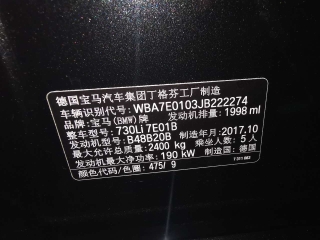 德国宝马汽车集团丁格芬工厂制造
车辆识别代号: WBA7E0103JB222274
品牌: 宝马(BMW)牌 发动机排量: 1998 ml
整车型号: 730Li 7E01B
发动机型号: B48B20B 制造年月: 2017.10
最大允许总质量: 2400 kg 乘坐人数: 5人
发动机最大净功率: 190 kW 制造国: 德国
颜色代码/色圈: 475/ 9